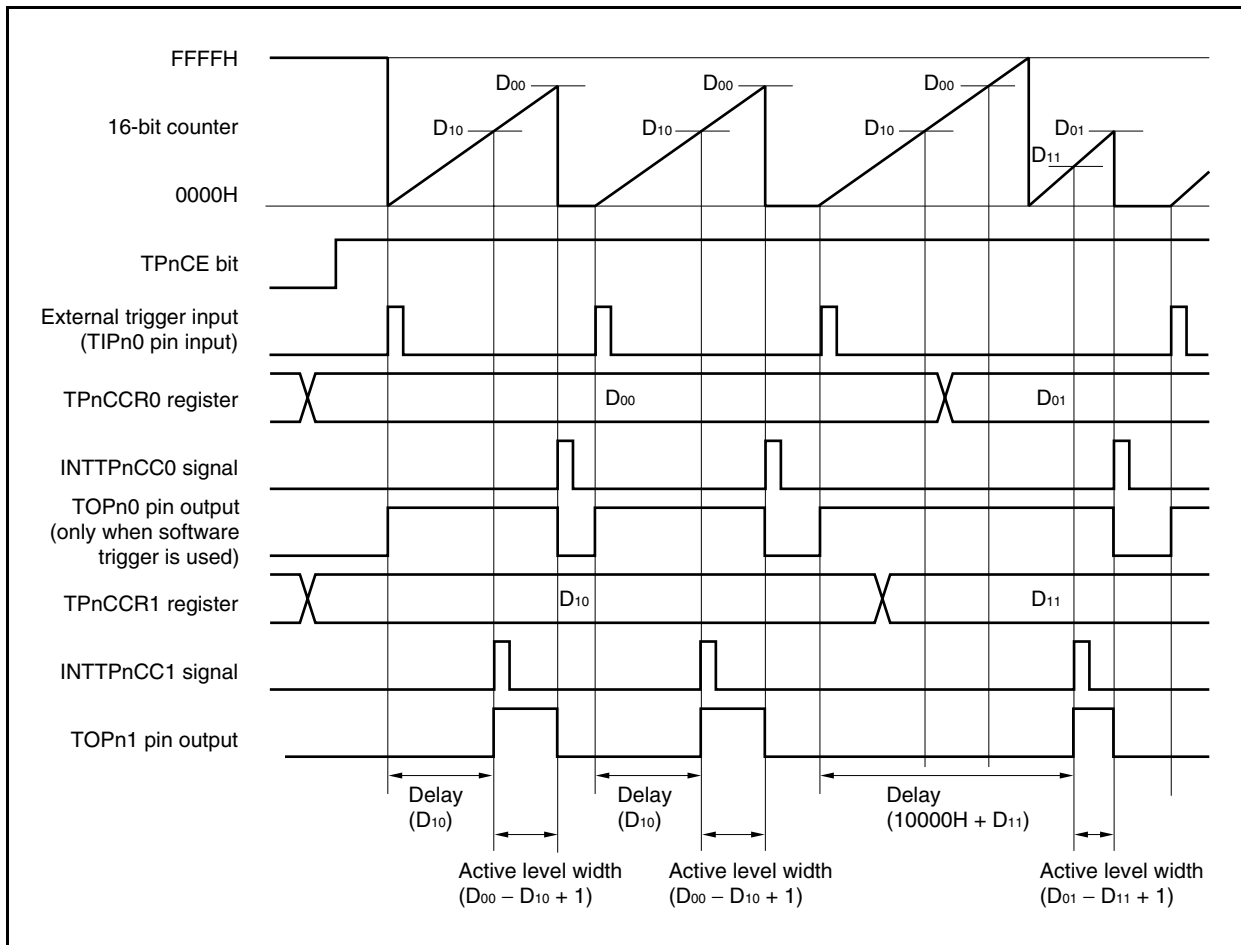 FFFFH
D00
D00
D00
16-bit counter
D10
D10
D10
D01
D11
0000H
TPnCE bit
External trigger input
(TIPn0 pin input)
TPnCCR0 register
D00
D01
INTTPnCC0 signal
TOPn0 pin output
(only when software
trigger is used)
TPnCCR1 register
D10
D11
INTTPnCC1 signal
TOPn1 pin output
Delay
(D10)
Delay
(D10)
Delay
(10000H + D11)
Active level width
(D00 − D10 + 1)
Active level width
(D00 − D10 + 1)
Active level width
(D01 − D11 + 1)